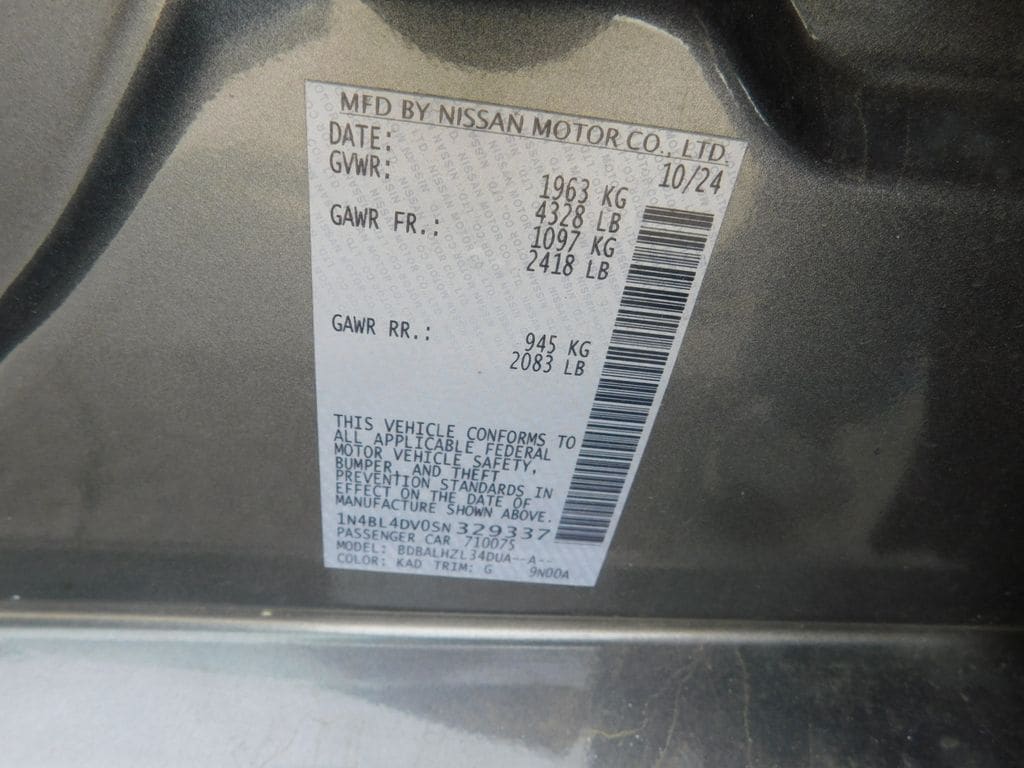 MFD BY NISSAN MOTOR CO., LTD.
DATE: 10/24
GVWR: 1963 KG
4328 LB
GAWR FR.: 1097 KG
2418 LB
GAWR RR.: 945 KG
2083 LB
THIS VEHICLE CONFORMS TO
ALL APPLICABLE FEDERAL
MOTOR VEHICLE SAFETY,
BUMPER, AND THEFT
PREVENTION STANDARDS IN
EFFECT ON THE DATE OF
MANUFACTURE SHOWN ABOVE.
1N4BL4DV0SN 329337
PASSENGER CAR 710075
MODEL: BDBALHZL34DUA--A--
COLOR: KAD TRIM: G 9N00A